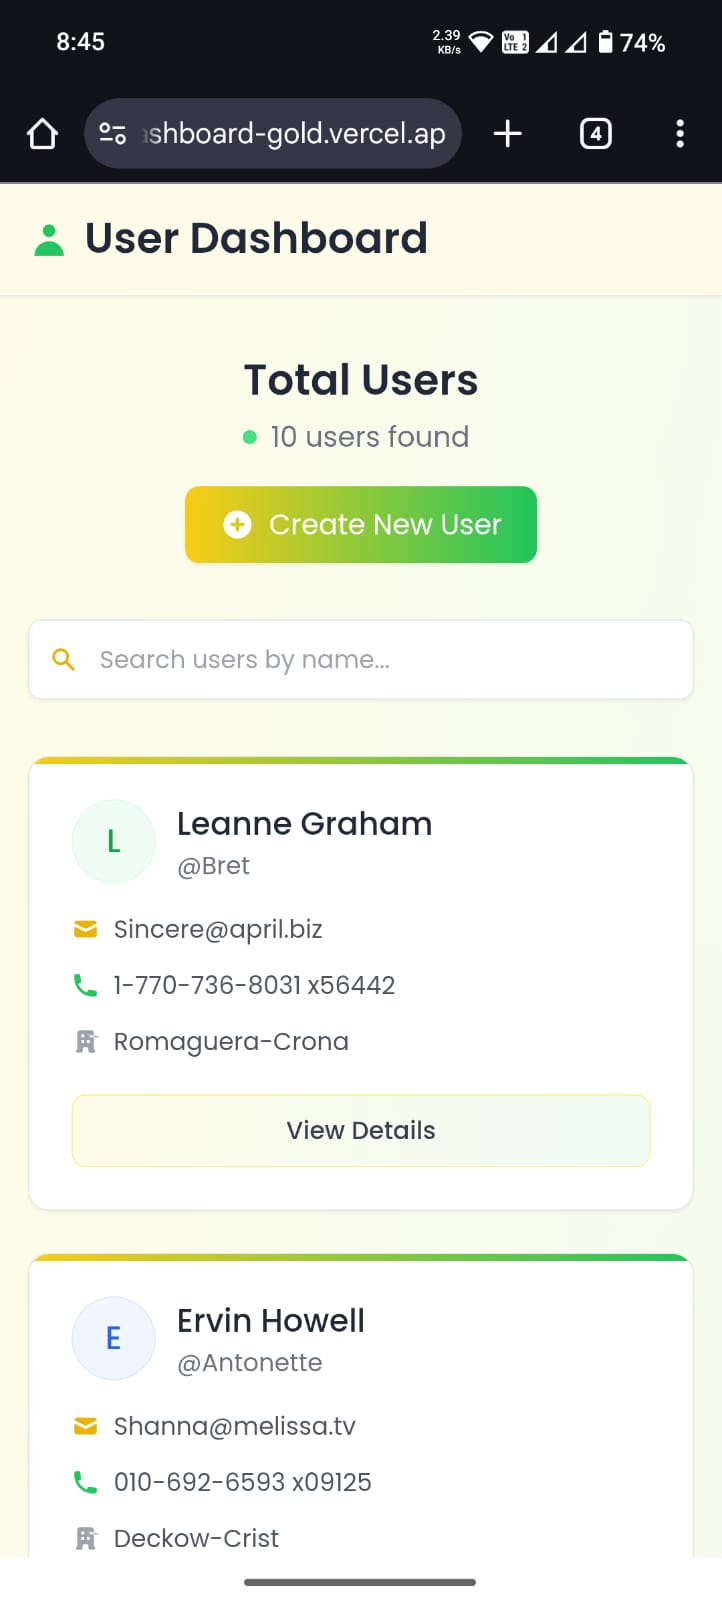 8:45
2.39
KB/s
Vo 1
LTE 2
74%
ashboard-gold.vercel.ap
4
User Dashboard
Total Users
10 users found
Create New User
Search users by name...
L
Leanne Graham
@Bret
Sincere@april.biz
1-770-736-8031 x56442
Romaguera-Crona
View Details
E
Ervin Howell
@Antonette
Shanna@melissa.tv
010-692-6593 x09125
Deckow-Crist